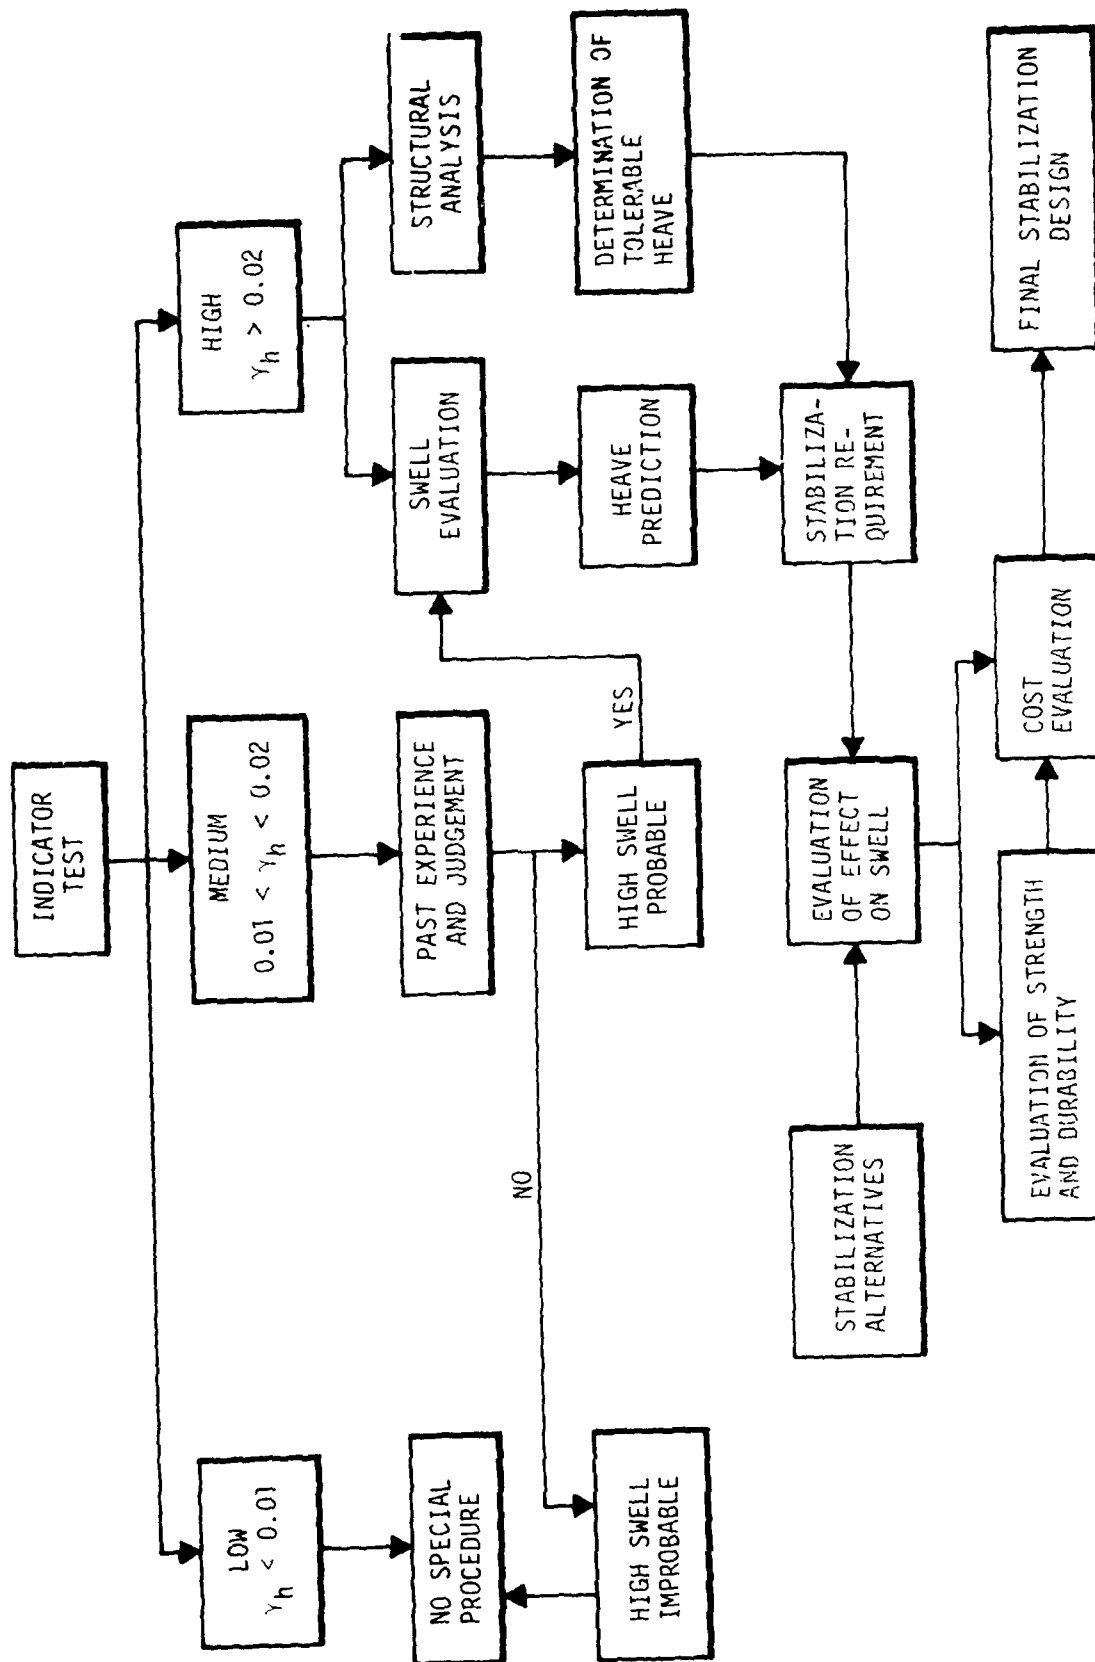 INDICATOR
TEST
LOW
γh < 0.01
MEDIUM
0.01 < γh < 0.02
HIGH
γh > 0.02
NO SPECIAL
PROCEDURE
PAST EXPERIENCE
AND JUDGEMENT
SWELL
EVALUATION
STRUCTURAL
ANALYSIS
NO
YES
HIGH SWELL
IMPROBABLE
HIGH SWELL
PROBABLE
HEAVE
PREDICTION
DETERMINATION OF
TOLERABLE
HEAVE
STABILIZATION
ALTERNATIVES
EVALUATION
OF EFFECT
ON SWELL
STABILIZA-
TION RE-
QUIREMENT
EVALUATION OF STRENGTH
AND DURABILITY
COST
EVALUATION
FINAL STABILIZATION
DESIGN